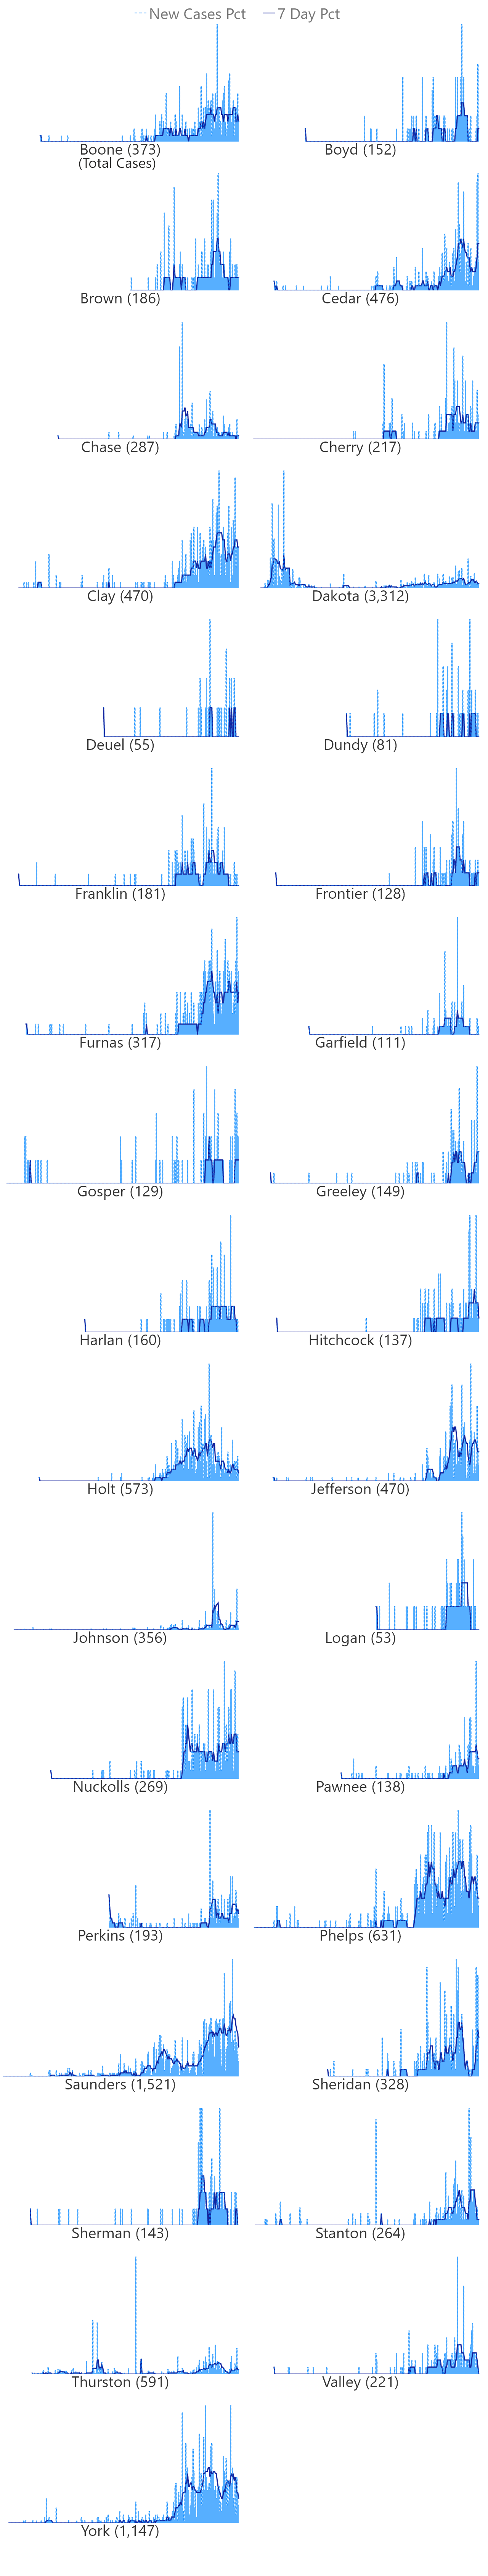 New Cases Pct 7 Day Pct
Boone (373) Boyd (152)
(Total Cases)
Brown (186) Cedar (476)
Chase (287) Cherry (217)
Clay (470) Dakota (3,312)
Deuel (55) Dundy (81)
Franklin (181) Frontier (128)
Furnas (317) Garfield (111)
Gosper (129) Greeley (149)
Harlan (160) Hitchcock (137)
Holt (573) Jefferson (470)
Johnson (356) Logan (53)
Nuckolls (269) Pawnee (138)
Perkins (193) Phelps (631)
Saunders (1,521) Sheridan (328)
Sherman (143) Stanton (264)
Thurston (591) Valley (221)
York (1,147)